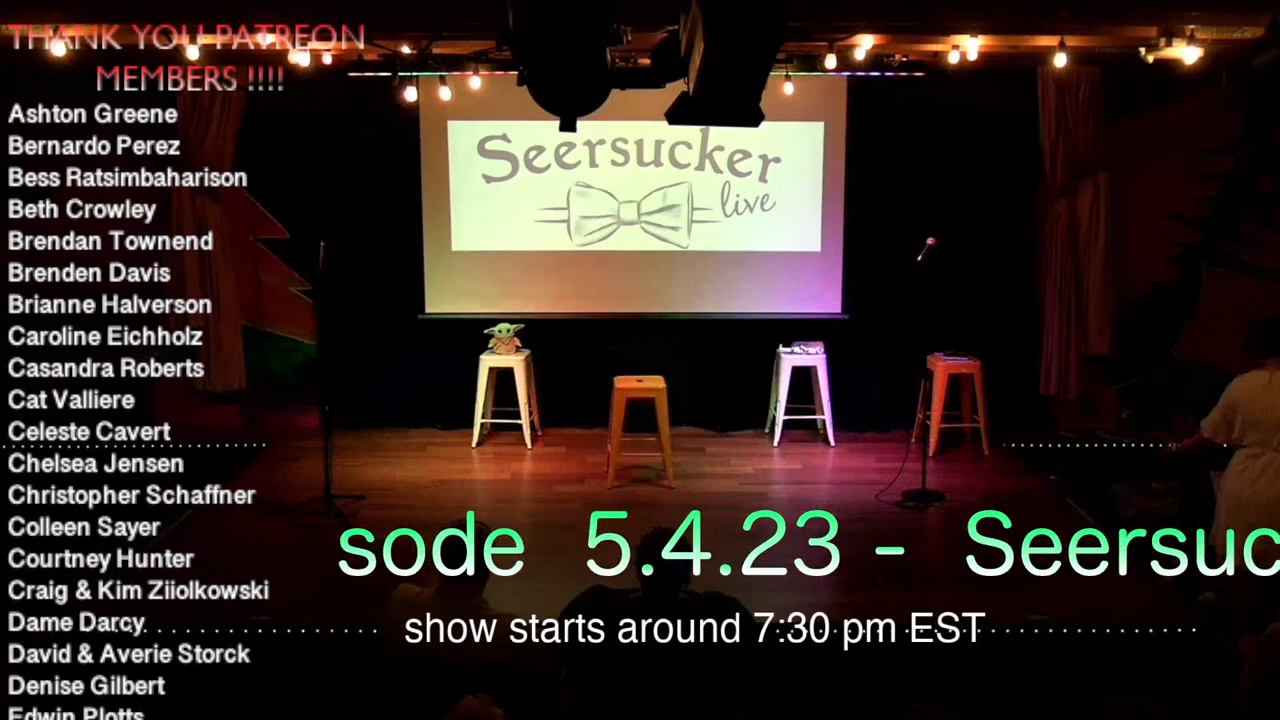 THANK YOU PATREON
MEMBERS !!!!
Ashton Greene
Bernardo Perez
Bess Ratsimbaharison
Beth Crowley
Brendan Townend
Brenden Davis
Brianne Halverson
Caroline Eichholz
Casandra Roberts
Cat Valliere
Celeste Cavert
Chelsea Jensen
Christopher Schaffner
Colleen Sayer
Courtney Hunter
Craig & Kim Ziiolkowski
Dame Darcy
David & Averie Storck
Denise Gilbert
Edwin Plotts
Seersucker
live
sode 5.4.23 - Seersuc
show starts around 7:30 pm EST